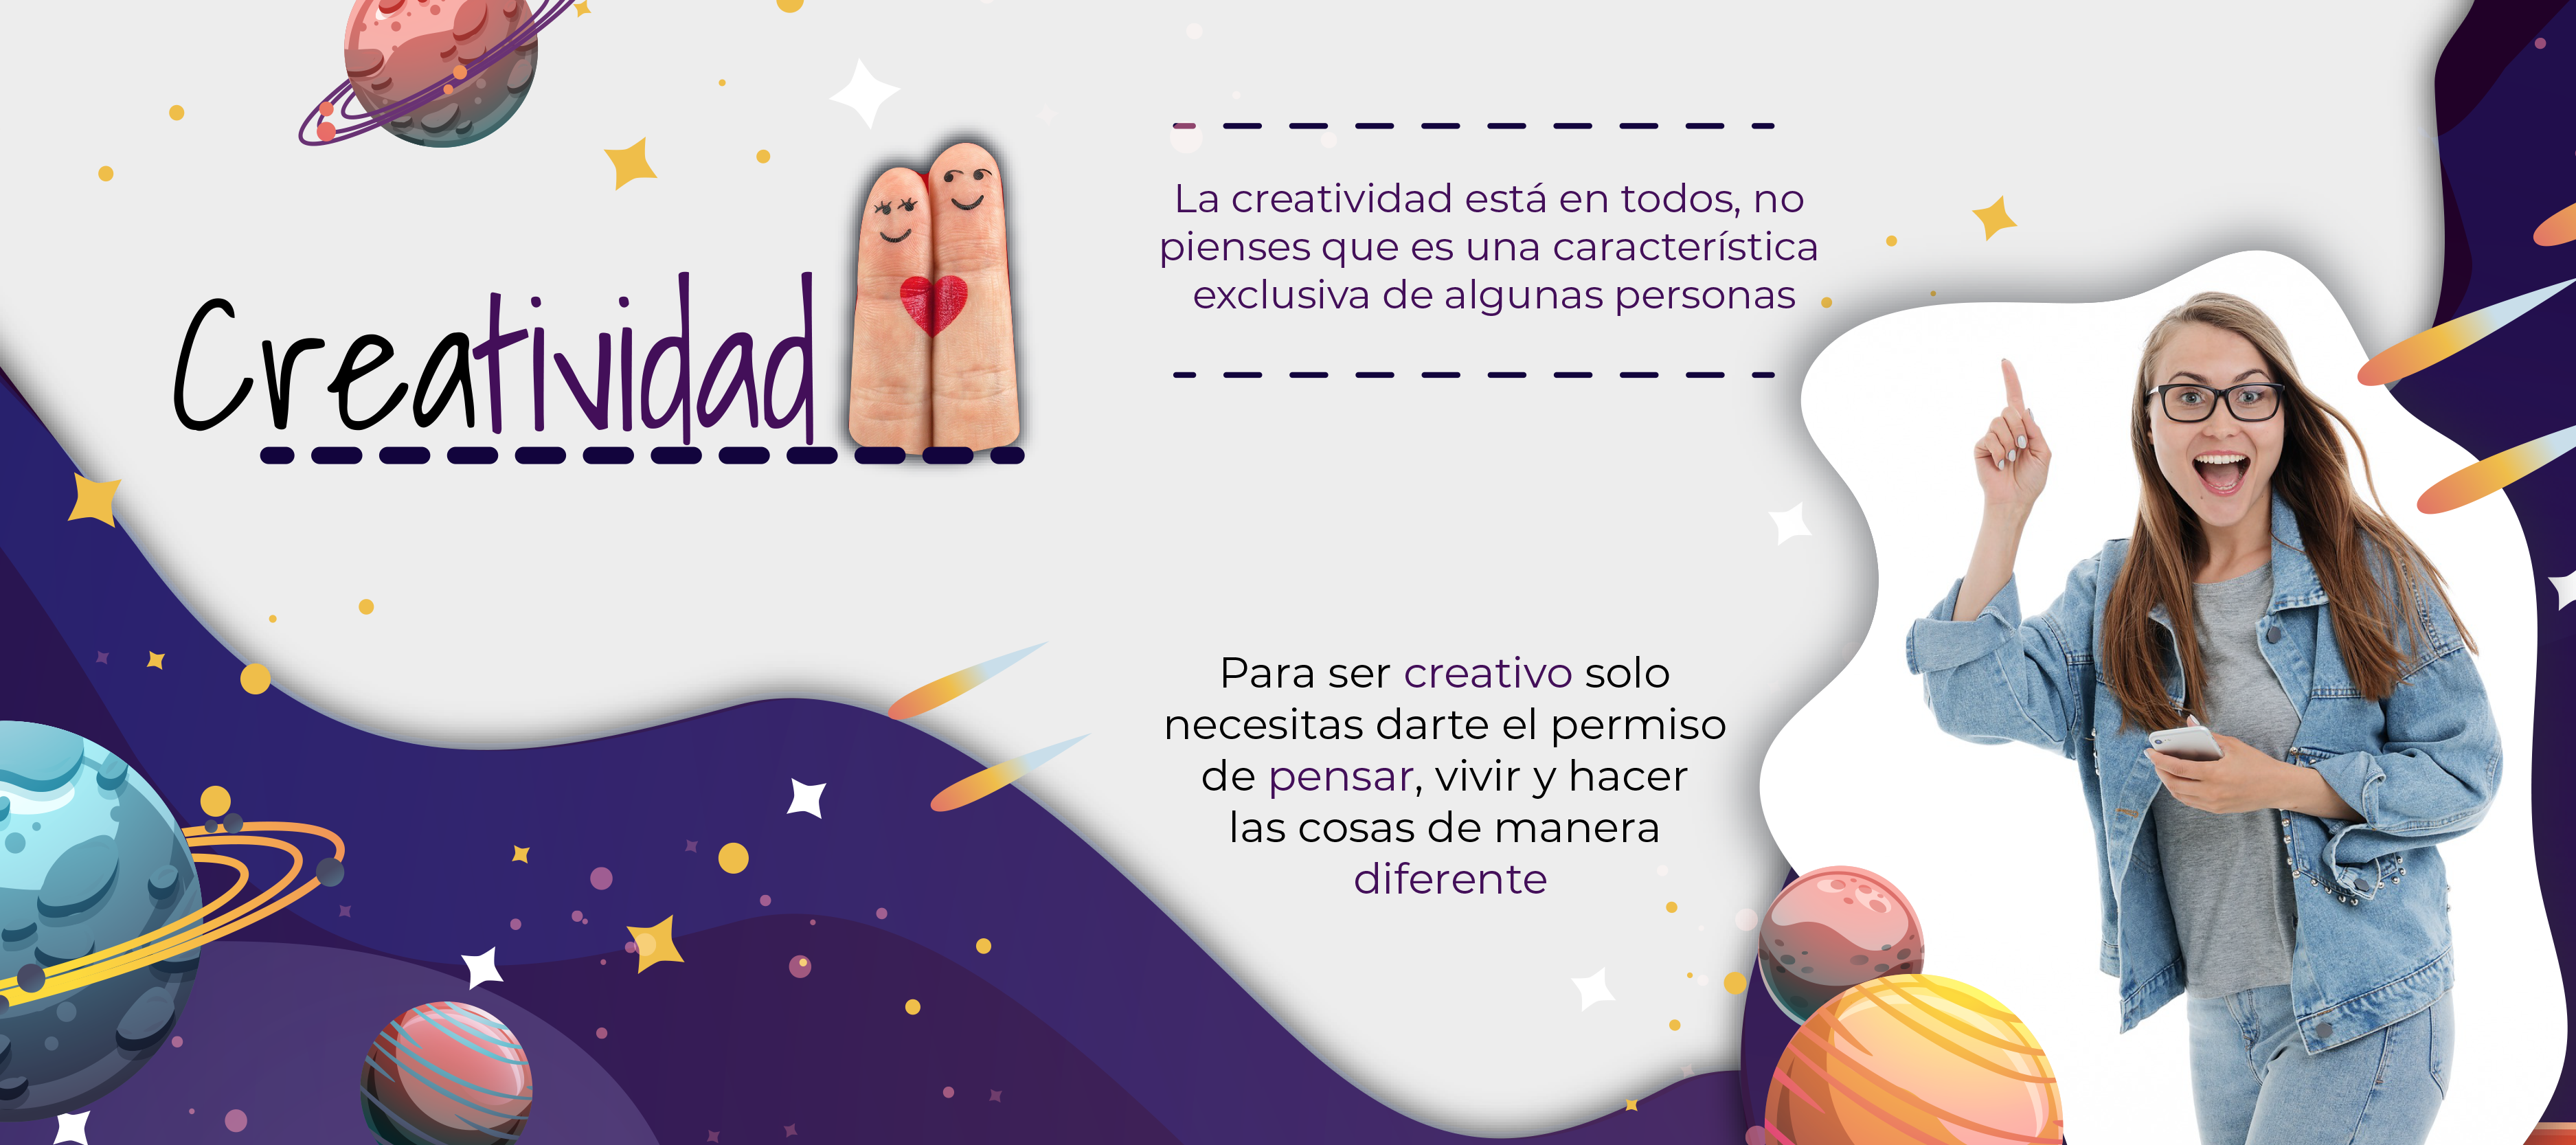 Creatividad
La creatividad está en todos, no
pienses que es una característica
exclusiva de algunas personas
Para ser creativo solo
necesitas darte el permiso
de pensar, vivir y hacer
las cosas de manera
diferente